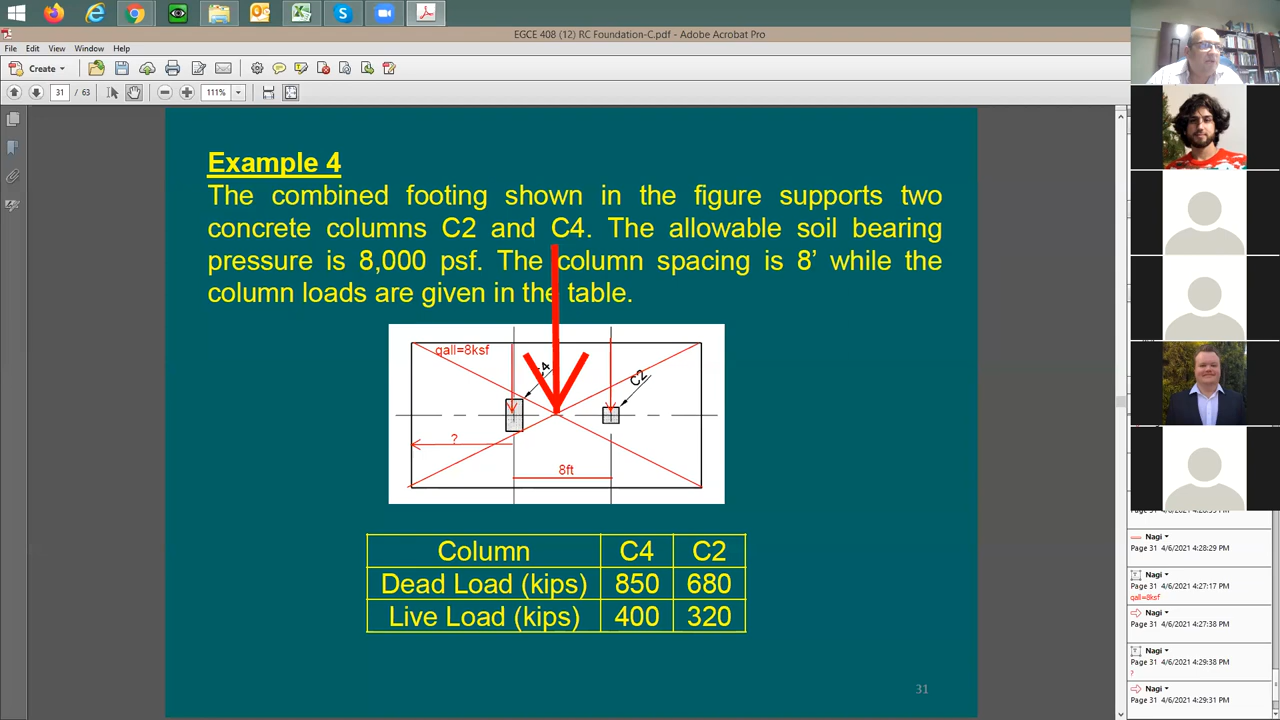 EGCE 408 (12) RC Foundation-C.pdf - Adobe Acrobat Pro
File Edit View Window Help
Create
31 / 63
111%
Example 4
The combined footing shown in the figure supports two
concrete columns C2 and C4. The allowable soil bearing
pressure is 8,000 psf. The column spacing is 8’ while the
column loads are given in the table.
qall=8ksf
C2
?
8ft
Column C4 C2
Dead Load (kips) 850 680
Live Load (kips) 400 320
31
Nagi
Page 31 4/6/2021 4:28:29 PM
Nagi
Page 31 4/6/2021 4:27:17 PM
qall=8ksf
Nagi
Page 31 4/6/2021 4:27:38 PM
Nagi
Page 31 4/6/2021 4:29:38 PM
?
Nagi
Page 31 4/6/2021 4:29:31 PM